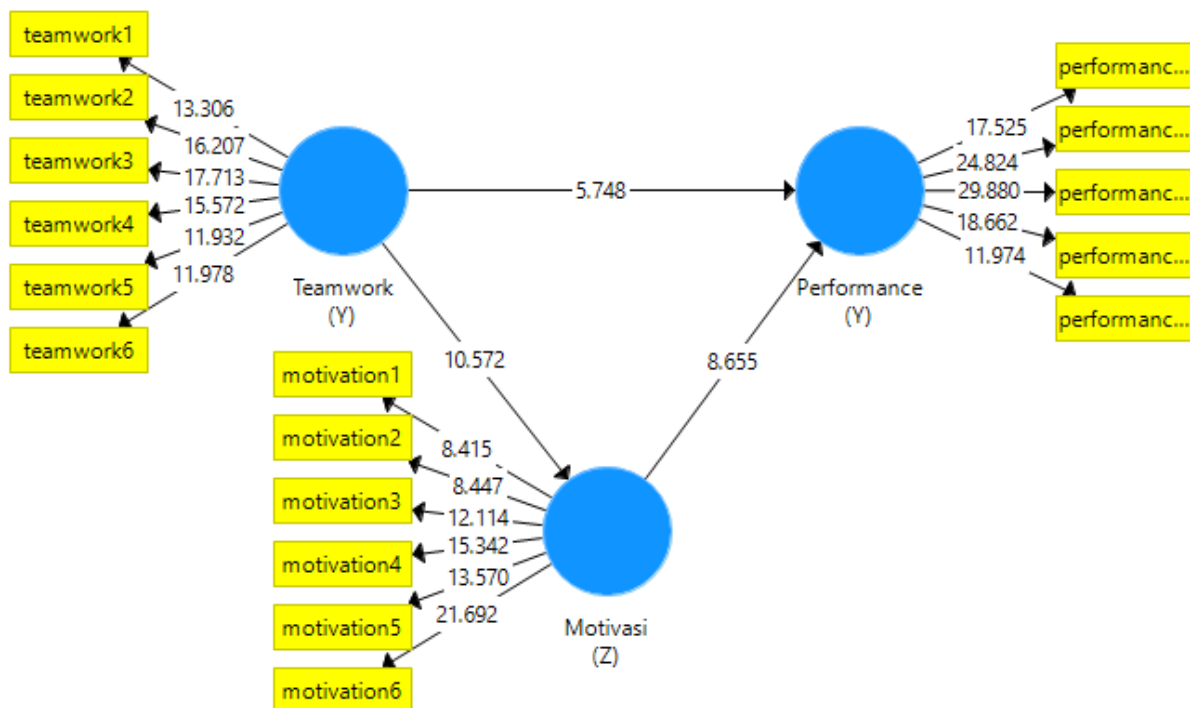 teamwork1
teamwork2
teamwork3
teamwork4
teamwork5
teamwork6
13.306
16.207
17.713
15.572
11.932
11.978
Teamwork
(Y)
5.748
10.572
8.655
Performance
(Y)
17.525
24.824
29.880
18.662
11.974
performanc...
performanc...
performanc...
performanc...
performanc...
motivation1
motivation2
motivation3
motivation4
motivation5
motivation6
8.415
8.447
12.114
15.342
13.570
21.692
Motivasi
(Z)